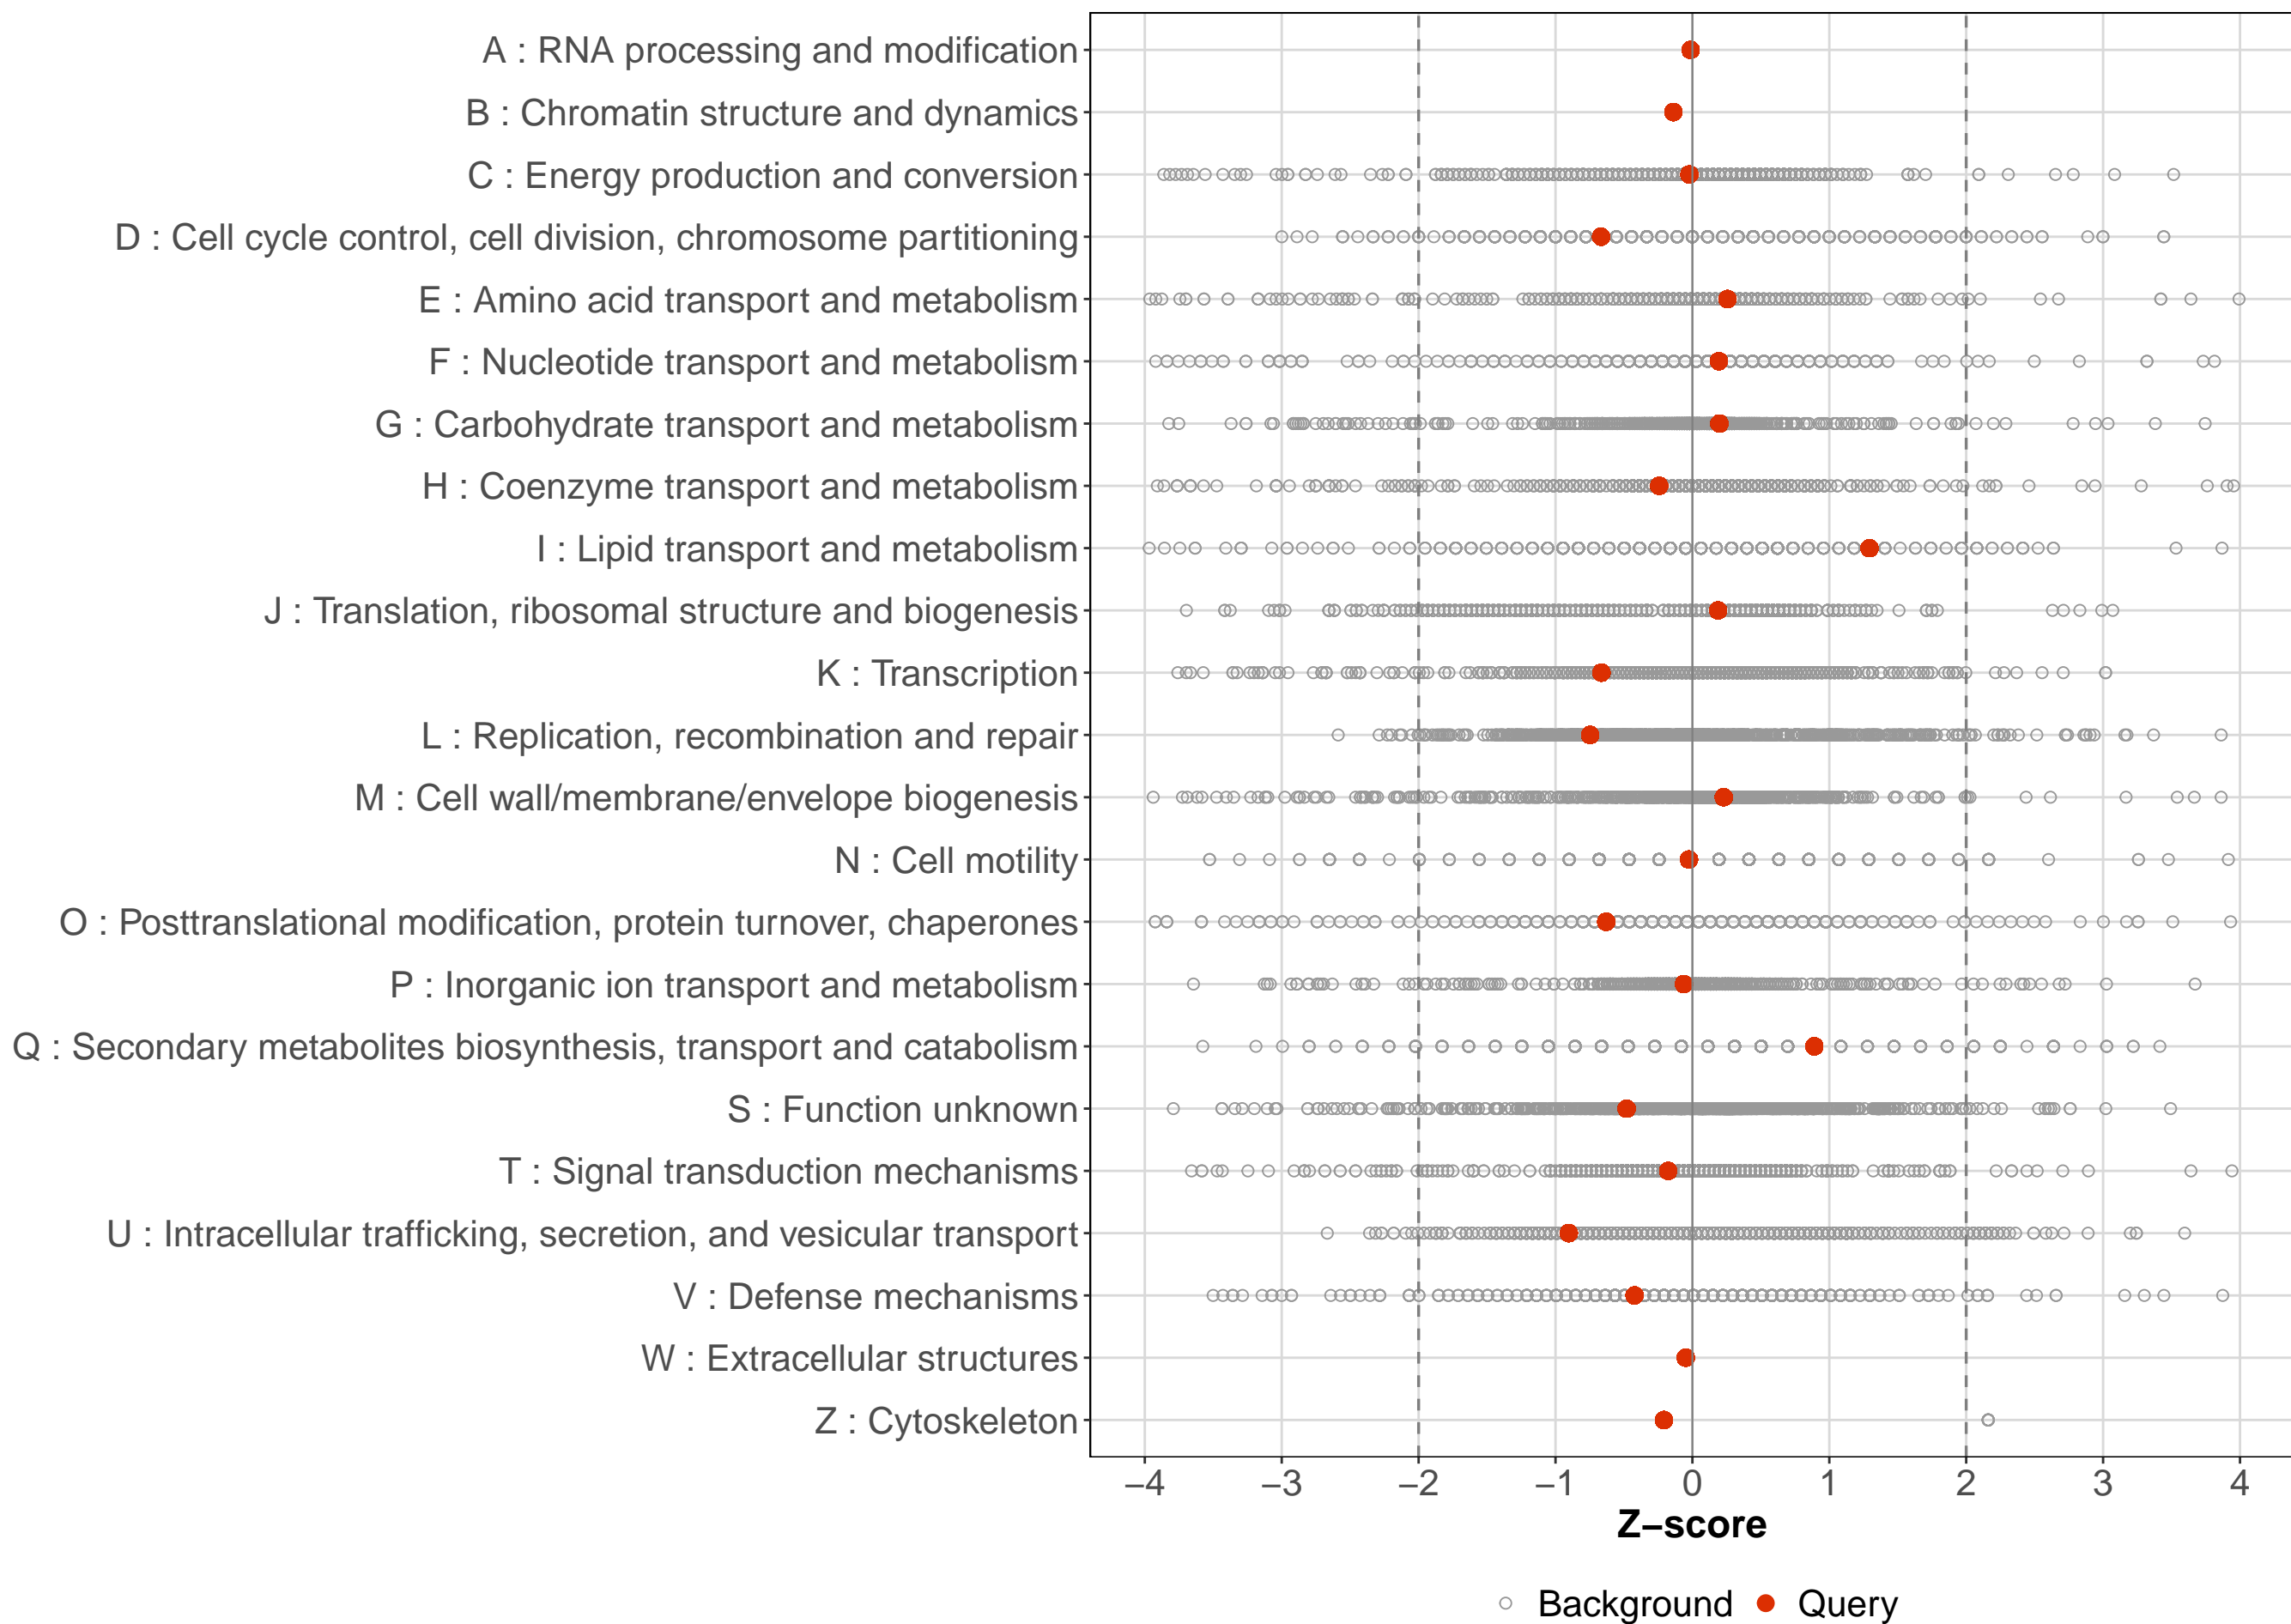 A : RNA processing and modification
B : Chromatin structure and dynamics
C : Energy production and conversion
D : Cell cycle control, cell division, chromosome partitioning
E : Amino acid transport and metabolism
F : Nucleotide transport and metabolism
G : Carbohydrate transport and metabolism
H : Coenzyme transport and metabolism
I : Lipid transport and metabolism
J : Translation, ribosomal structure and biogenesis
K : Transcription
L : Replication, recombination and repair
M : Cell wall/membrane/envelope biogenesis
N : Cell motility
O : Posttranslational modification, protein turnover, chaperones
P : Inorganic ion transport and metabolism
Q : Secondary metabolites biosynthesis, transport and catabolism
S : Function unknown
T : Signal transduction mechanisms
U : Intracellular trafficking, secretion, and vesicular transport
V : Defense mechanisms
W : Extracellular structures
Z : Cytoskeleton
−4 −3 −2 −1 0 1 2 3 4
Z−score
Background Query